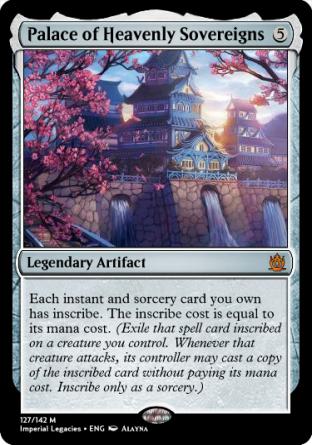 Palace of Heavenly Sovereigns 5
Legendary Artifact
Each instant and sorcery card you own
has inscribe. The inscribe cost is equal to
its mana cost. (Exile that spell card inscribed
on a creature you control. Whenever that
creature attacks, its controller may cast a copy
of the inscribed card without paying its mana
cost. Inscribe only as a sorcery.)
127/142 M
Imperial Legacies • ENG Alayna